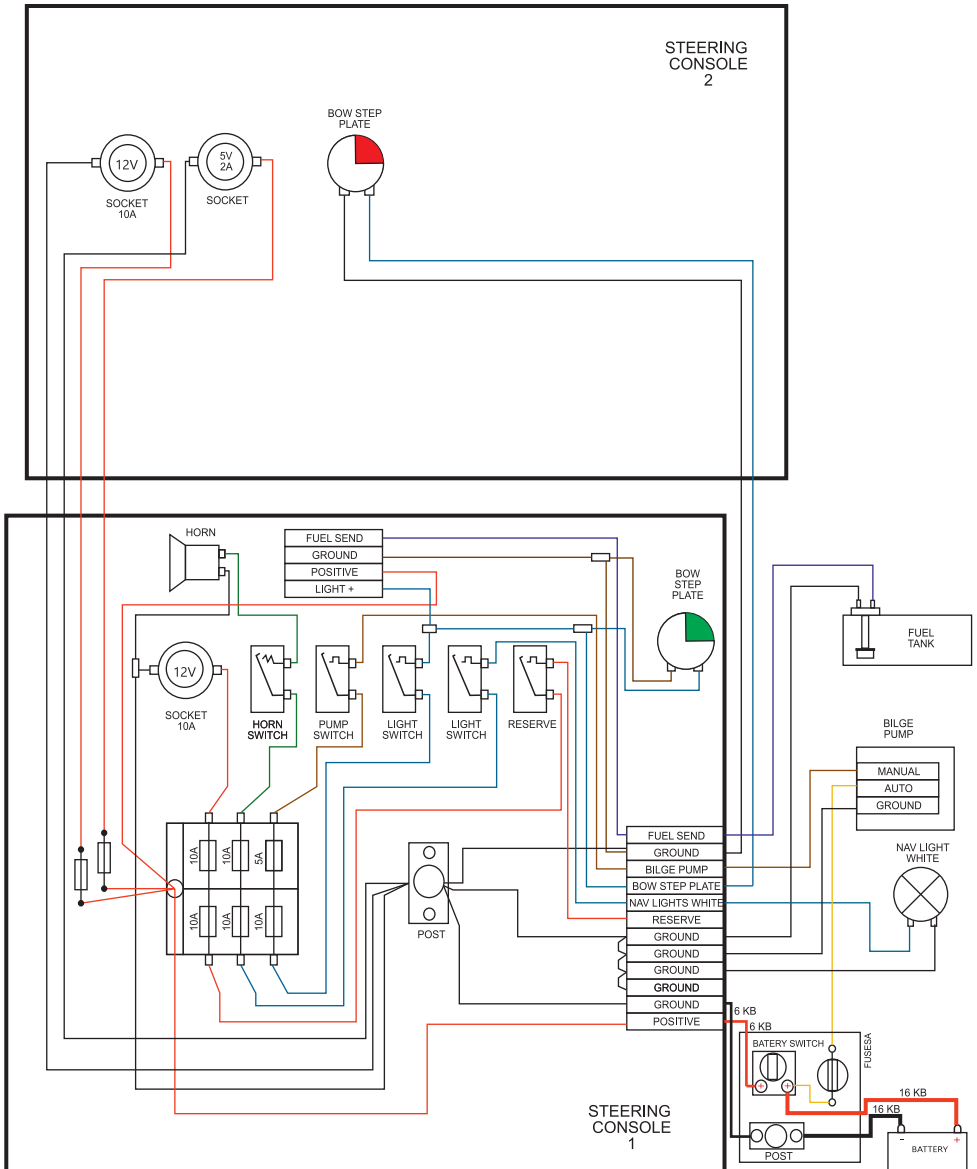 STEERING
CONSOLE
2
BOW STEP
PLATE
12V
5V
2A
SOCKET
10A
SOCKET
HORN
FUEL SEND
GROUND
POSITIVE
LIGHT +
BOW
STEP
PLATE
FUEL
TANK
12V
SOCKET
10A
HORN
SWITCH
PUMP
SWITCH
LIGHT
SWITCH
LIGHT
SWITCH
RESERVE
BILGE
PUMP
MANUAL
AUTO
GROUND
10A
10A
5A
10A
10A
10A
POST
FUEL SEND
GROUND
BILGE PUMP
BOW STEP PLATE
NAV LIGHTS WHITE
RESERVE
GROUND
GROUND
GROUND
GROUND
GROUND
POSITIVE
NAV LIGHT
WHITE
6 KB
6 KB
BATERY SWITCH
FUSE5A
16 KB
16 KB
POST
-
+
+
+
BATTERY
STEERING
CONSOLE
1